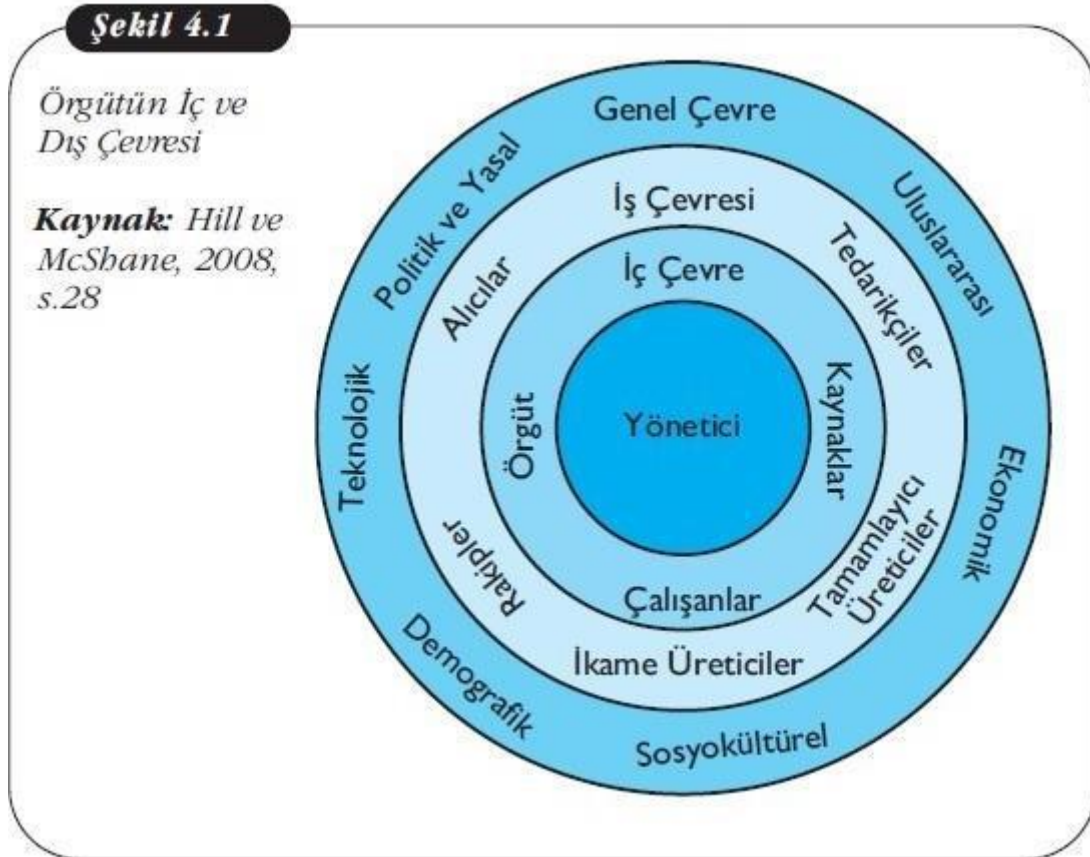 Şekil 4.1
Örgütün İç ve
Dış Çevresi
Kaynak: Hill ve
McShane, 2008,
s.28
Genel Çevre
Uluslararası
Ekonomik
Sosyokültürel
Demografik
Teknolojik
Politik ve Yasal
İş Çevresi
Tedarikçiler
Tamamlayıcı
Üreticiler
İkame Üreticiler
Rakipler
Alıcılar
İç Çevre
Kaynaklar
Çalışanlar
Örgüt
Yönetici